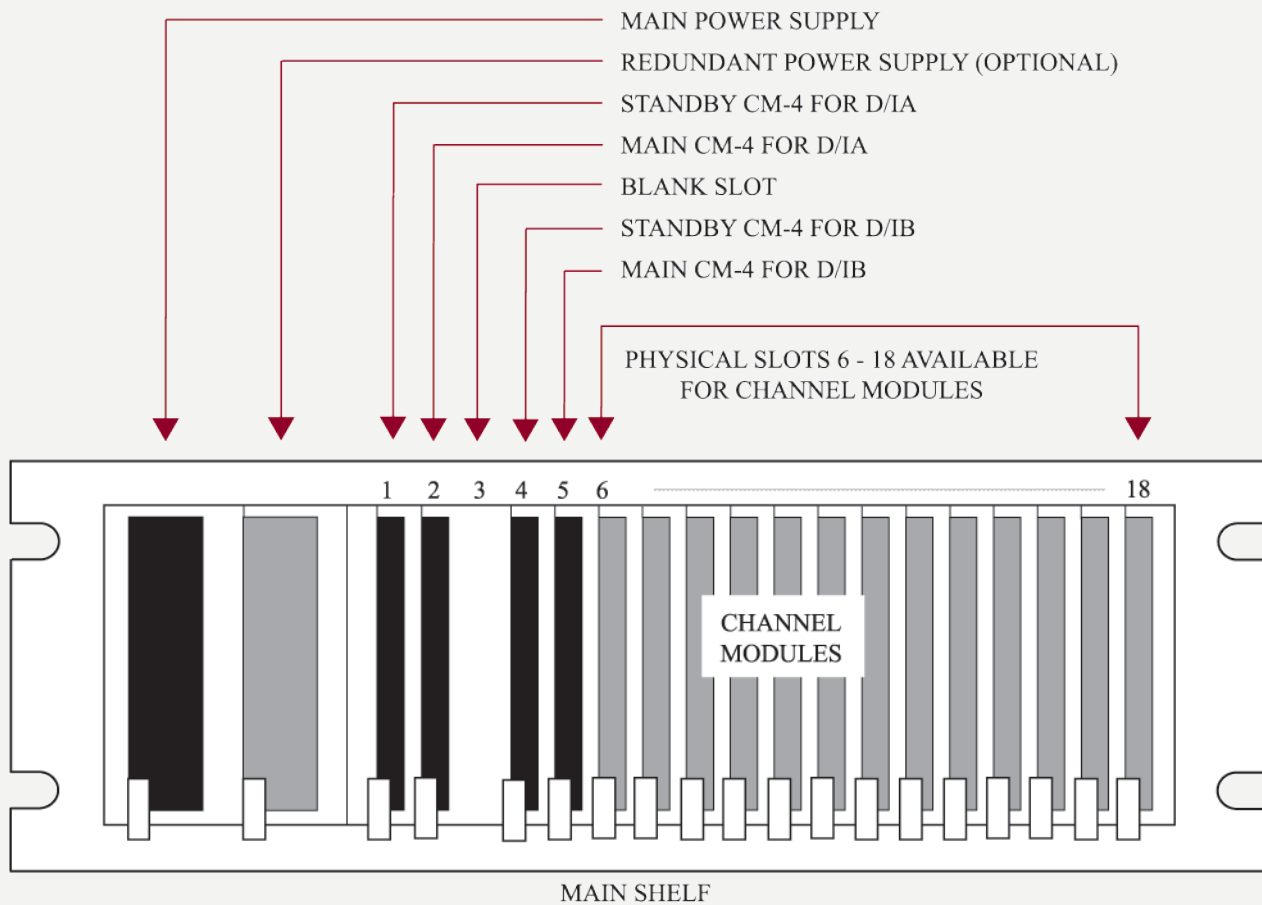 MAIN POWER SUPPLY
REDUNDANT POWER SUPPLY (OPTIONAL)
STANDBY CM-4 FOR D/IA
MAIN CM-4 FOR D/IA
BLANK SLOT
STANDBY CM-4 FOR D/IB
MAIN CM-4 FOR D/IB
PHYSICAL SLOTS 6 - 18 AVAILABLE
FOR CHANNEL MODULES
1 2 3 4 5 6 18
CHANNEL
MODULES
MAIN SHELF